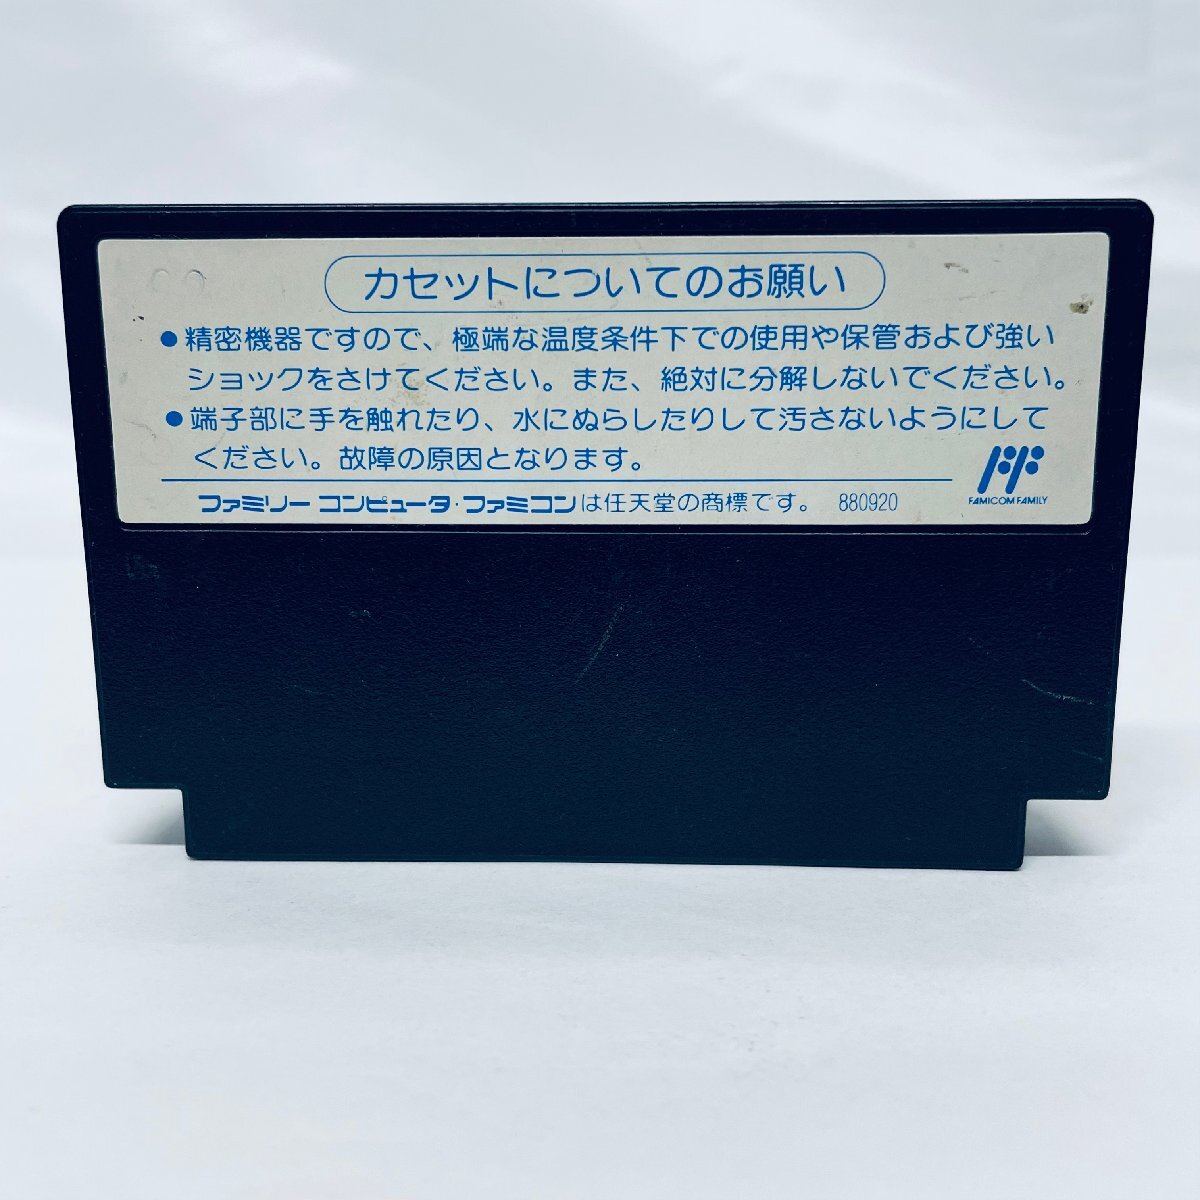 カセットについてのお願い
●精密機器ですので、極端な温度条件下での使用や保管および強い
ショックをさけてください。また、絶対に分解しないでください。
●端子部に手を触れたり、水にぬらしたりして汚さないようにして
ください。故障の原因となります。
ファミリーコンピュータ・ファミコンは任天堂の商標です。 880920
FAMICOM FAMILY